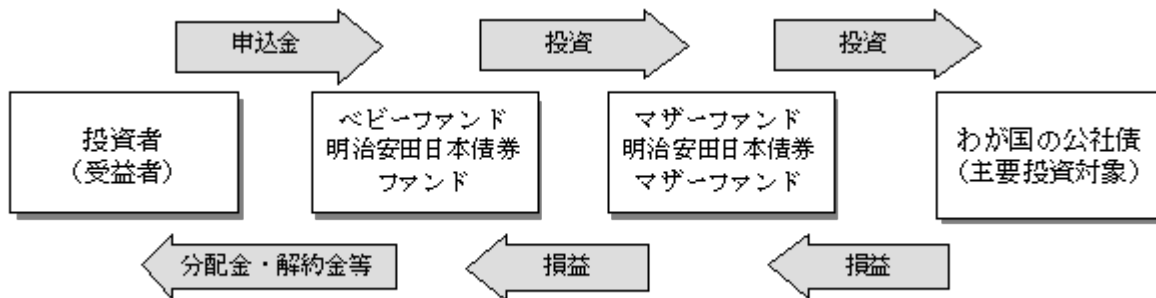 申込金
投資
投資
投資者
（受益者）
ベビーファンド
明治安田日本債券
ファンド
マザーファンド
明治安田日本債券
マザーファンド
わが国の公社債
（主要投資対象）
分配金・解約金等
損益
損益